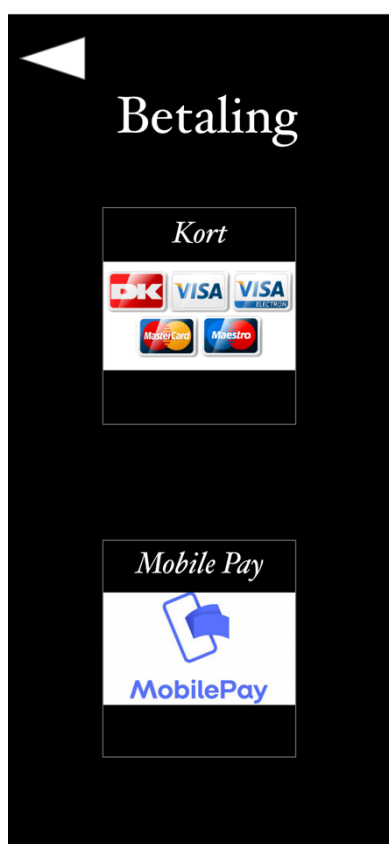 Betaling
Kort
DK VISA VISA
ELECTRON
MasterCard Maestro
Mobile Pay
MobilePay